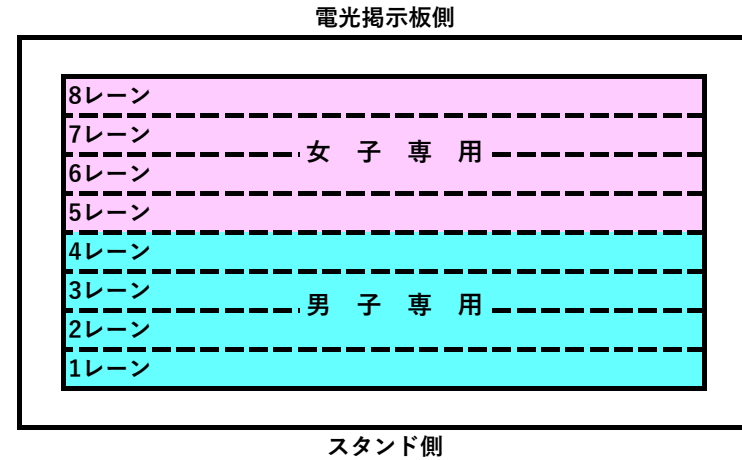 電光掲示板側
8レーン
7レーン
女 子 専 用
6レーン
5レーン
4レーン
3レーン
男 子 専 用
2レーン
1レーン
スタンド側